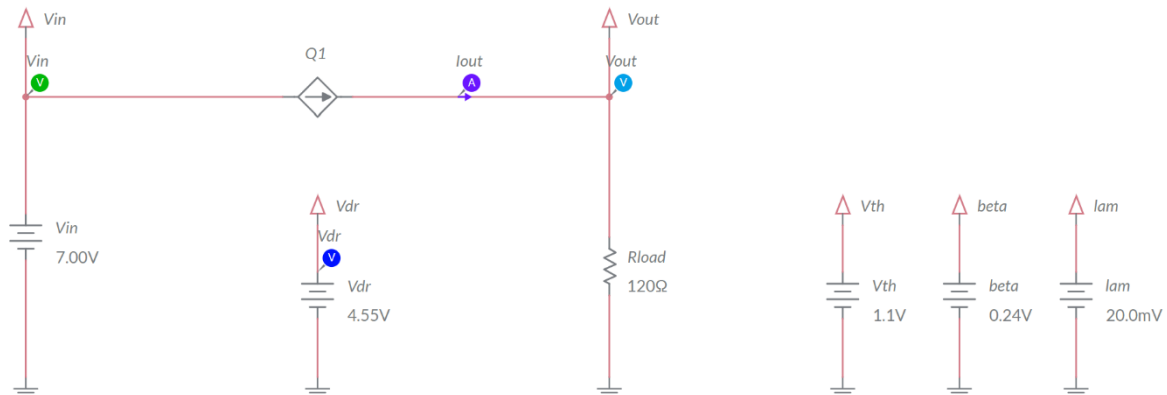 Vin
Vout
Vin
Q1
Iout
Vout
V
A
V
Vdr
Vth
beta
lam
Vin
7.00V
Vdr
V
Rload
120Ω
Vdr
4.55V
Vth
1.1V
beta
0.24V
lam
20.0mV